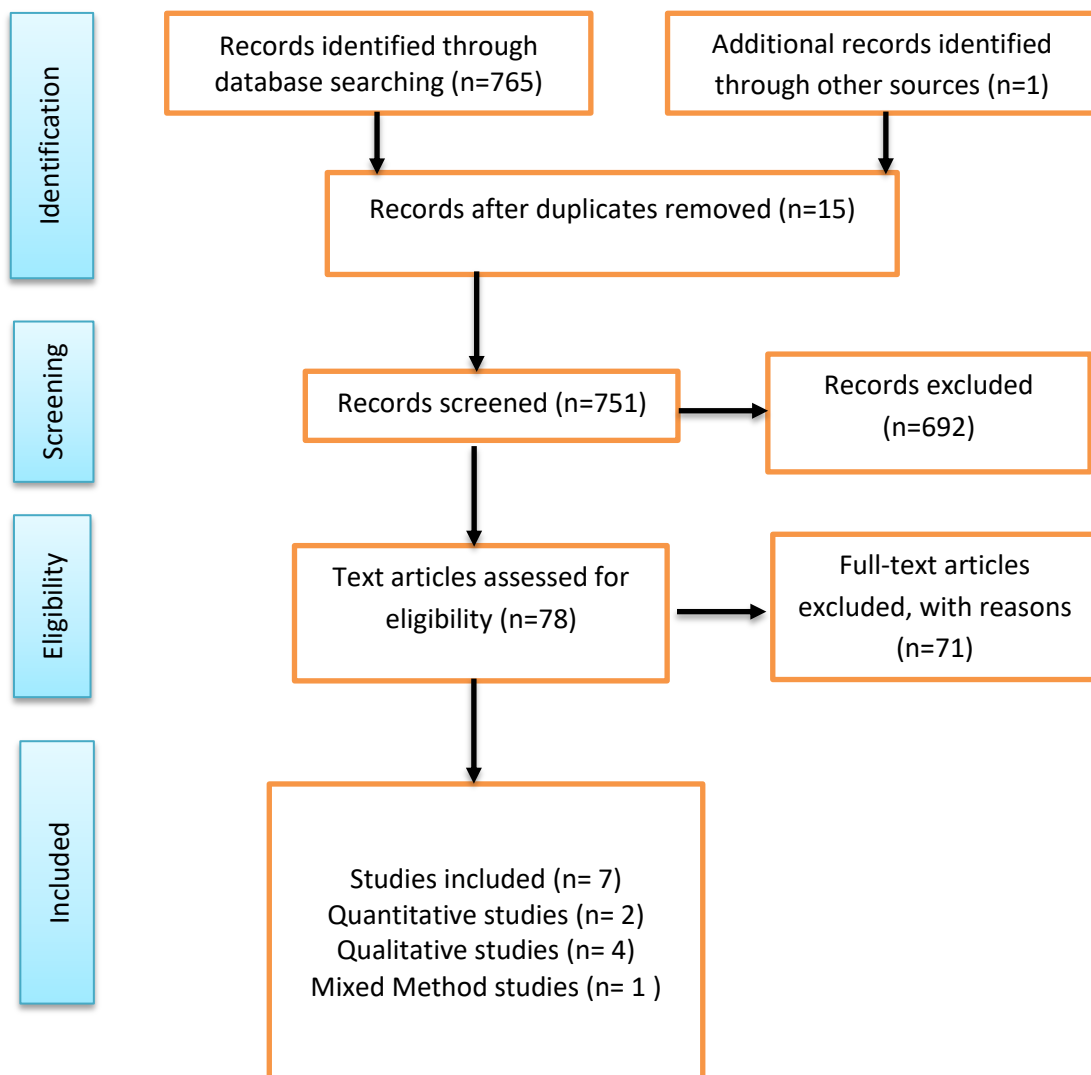 Identification
Records identified through
database searching (n=765)
Additional records identified
through other sources (n=1)
Records after duplicates removed (n=15)
Screening
Records screened (n=751)
Records excluded
(n=692)
Eligibility
Text articles assessed for
eligibility (n=78)
Full-text articles
excluded, with reasons
(n=71)
Included
Studies included (n= 7)
Quantitative studies (n= 2)
Qualitative studies (n= 4)
Mixed Method studies (n= 1 )